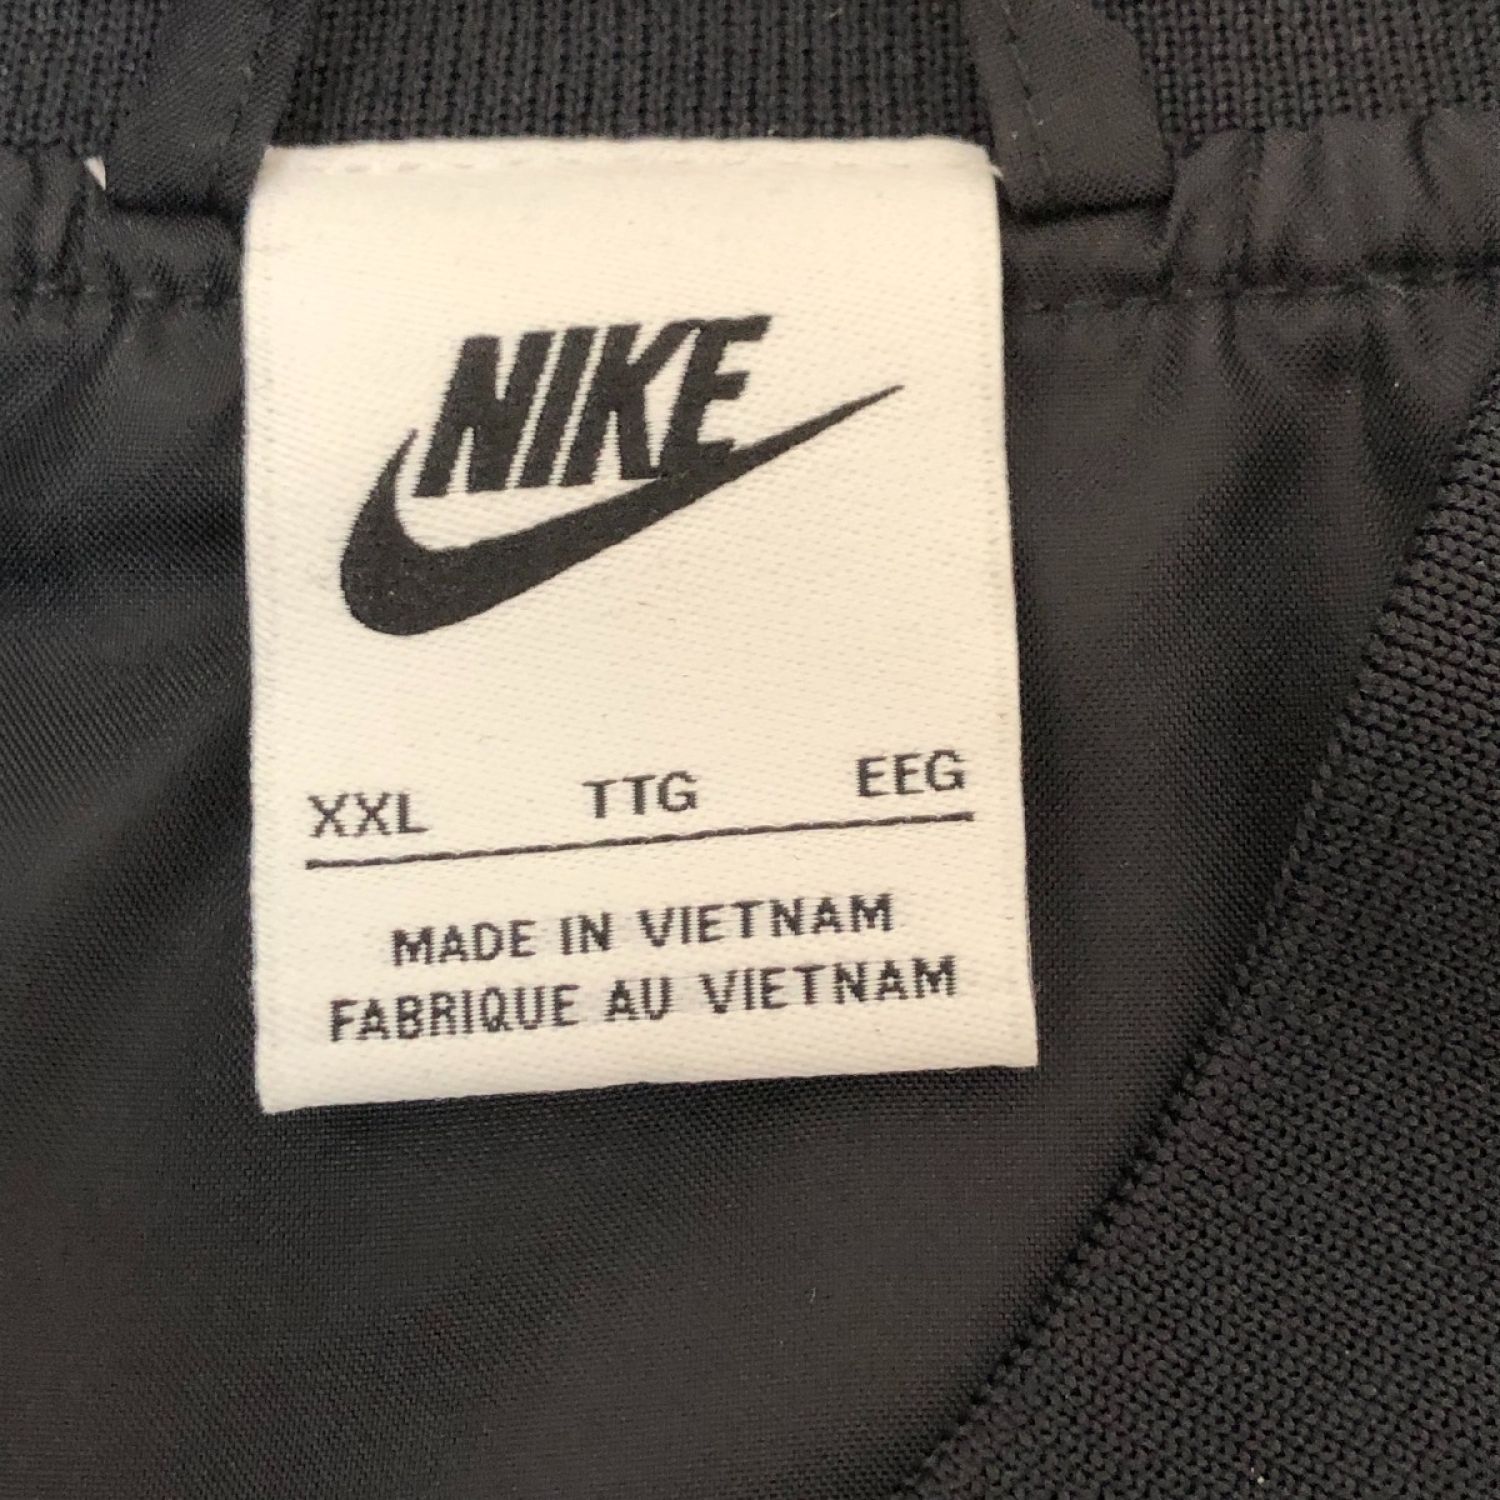 NIKE
XXL TTG EEG
MADE IN VIETNAM
FABRIQUE AU VIETNAM